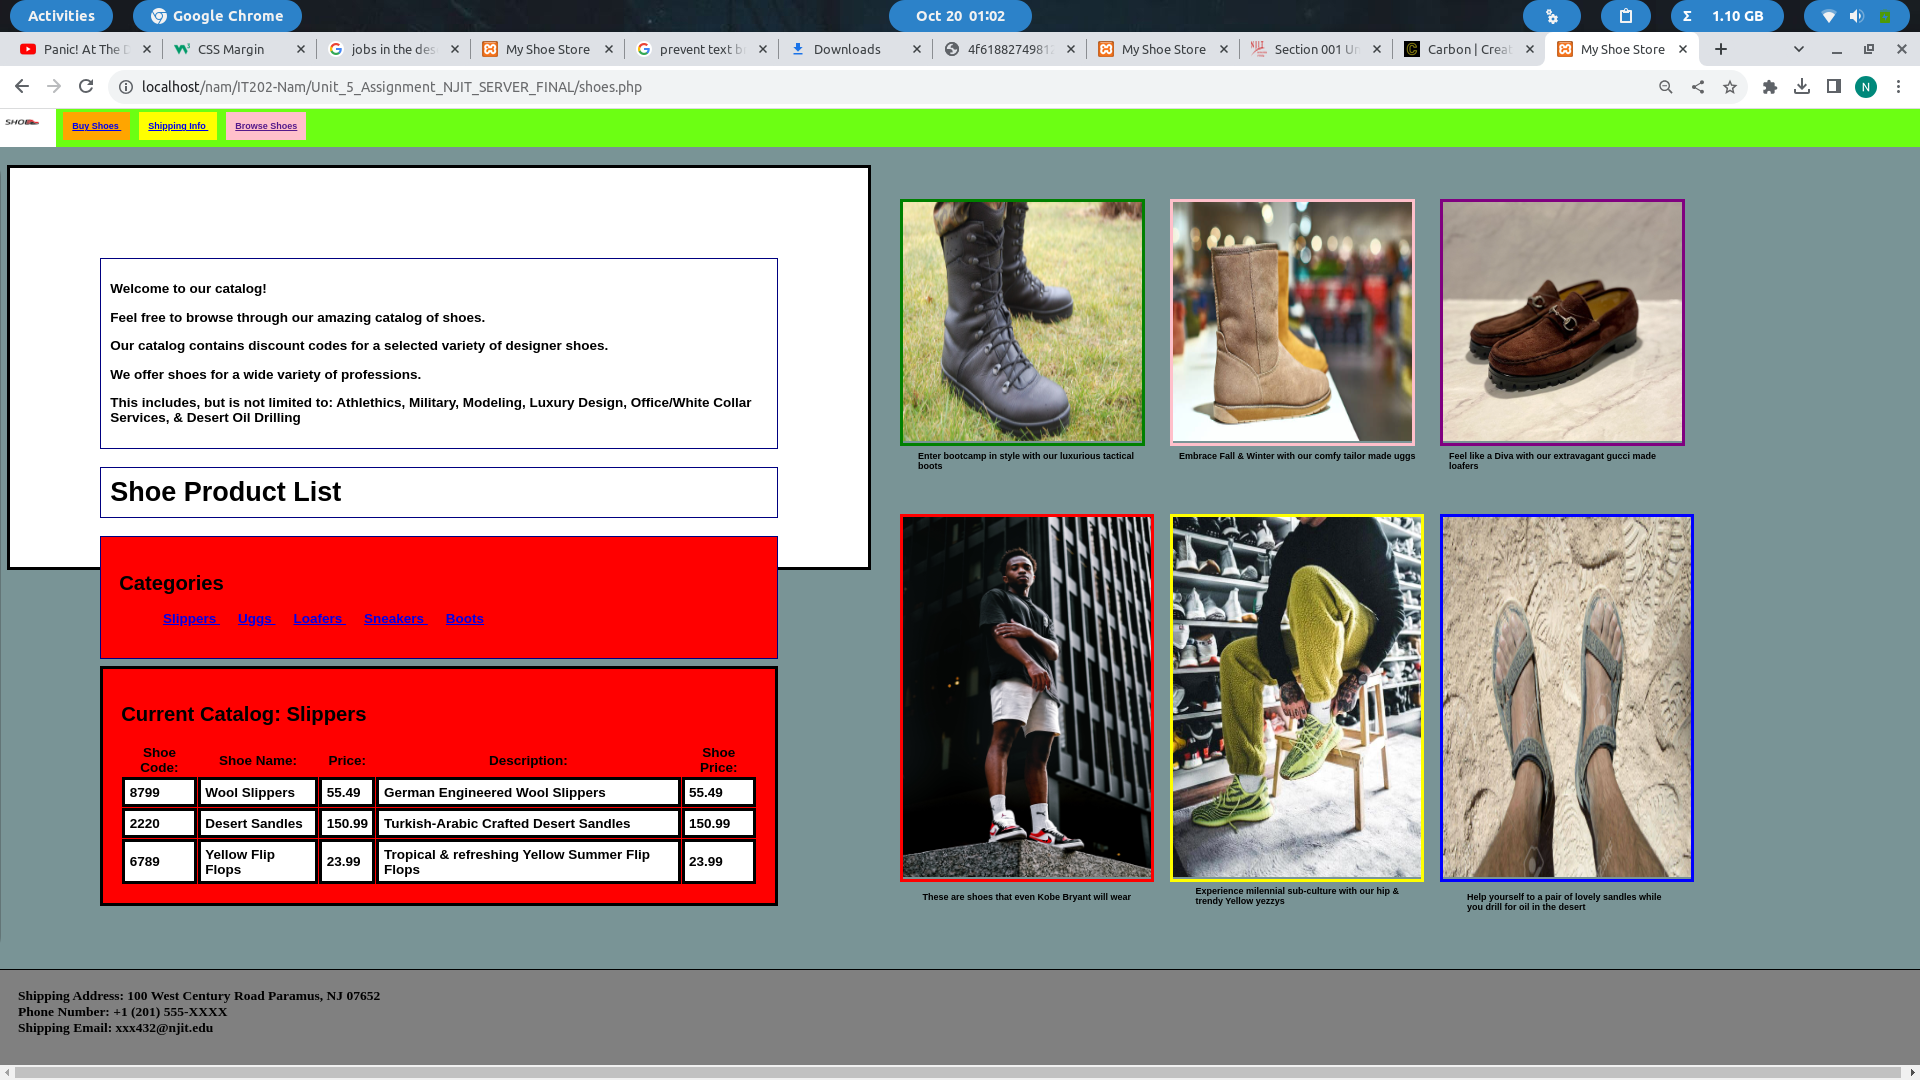 Activities
Google Chrome
Oct 20 01:02
Σ 1.10 GB
Panic! At The D
CSS Margin
jobs in the des
My Shoe Store
prevent text b
Downloads
4f618827498
My Shoe Store
Section 001 Un
Carbon | Creat
My Shoe Store
localhost/nam/IT202-Nam/Unit_5_Assignment_NJIT_SERVER_FINAL/shoes.php
N
SHOE
Buy Shoes
Shipping Info
Browse Shoes
Welcome to our catalog!
Feel free to browse through our amazing catalog of shoes.
Our catalog contains discount codes for a selected variety of designer shoes.
We offer shoes for a wide variety of professions.
This includes, but is not limited to: Athlethics, Military, Modeling, Luxury Design, Office/White Collar
Services, & Desert Oil Drilling
Shoe Product List
Categories
Slippers Uggs Loafers Sneakers Boots
Current Catalog: Slippers
Shoe Code: Shoe Name: Price: Description: Shoe Price:
8799 Wool Slippers 55.49 German Engineered Wool Slippers 55.49
2220 Desert Sandles 150.99 Turkish-Arabic Crafted Desert Sandles 150.99
6789 Yellow Flip Flops 23.99 Tropical & refreshing Yellow Summer Flip Flops 23.99
Enter bootcamp in style with our luxurious tactical
boots
Embrace Fall & Winter with our comfy tailor made uggs
Feel like a Diva with our extravagant gucci made
loafers
These are shoes that even Kobe Bryant will wear
Experience milennial sub-culture with our hip &
trendy Yellow yezzys
Help yourself to a pair of lovely sandles while
you drill for oil in the desert
Shipping Address: 100 West Century Road Paramus, NJ 07652
Phone Number: +1 (201) 555-XXXX
Shipping Email: xxx432@njit.edu